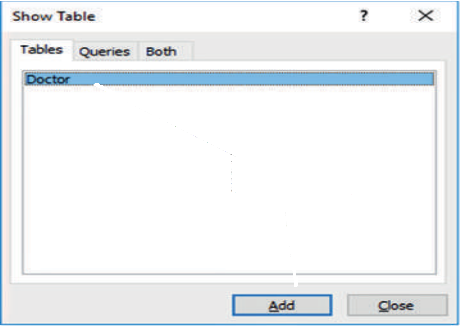 Show Table ?
Tables Queries Both
Doctor
Add Close